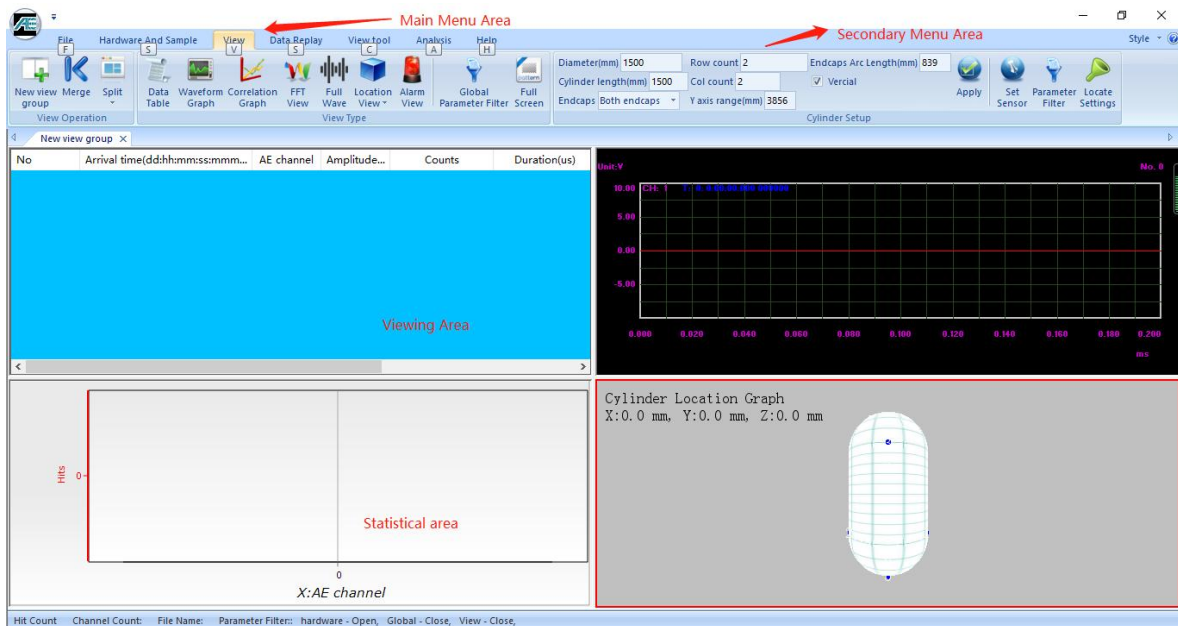 AE
Main Menu Area
Secondary Menu Area
File Hardware And Sample View Data Replay View tool Analysis Help Style
F S V S C A H
New view group Merge Split
View Operation
Data Table Waveform Graph Correlation Graph FFT View Full Wave Location View Alarm View Global Parameter Filter Full Screen
View Type
Diameter(mm) 1500 Row count 2 Endcaps Arc Length(mm) 839
Cylinder length(mm) 1500 Col count 2 Vercial
Endcaps Both endcaps Y axis range(mm) 3856
Apply Set Sensor Parameter Filter Locate Settings
Cylinder Setup
New view group
No Arrival time(dd:hh:mm:ss:mmm... AE channel Amplitude... Counts Duration(us)
Viewing Area
Unit:V No. 0
10.00 CH: 1
5.00
0.00
-5.00
0.000 0.020 0.040 0.060 0.080 0.100 0.120 0.140 0.160 0.180 0.200
ms
Hits
0
Statistical area
0
X:AE channel
Cylinder Location Graph
X:0.0 mm, Y:0.0 mm, Z:0.0 mm
Hit Count Channel Count: File Name: Parameter Filter:: hardware - Open, Global - Close, View - Close,